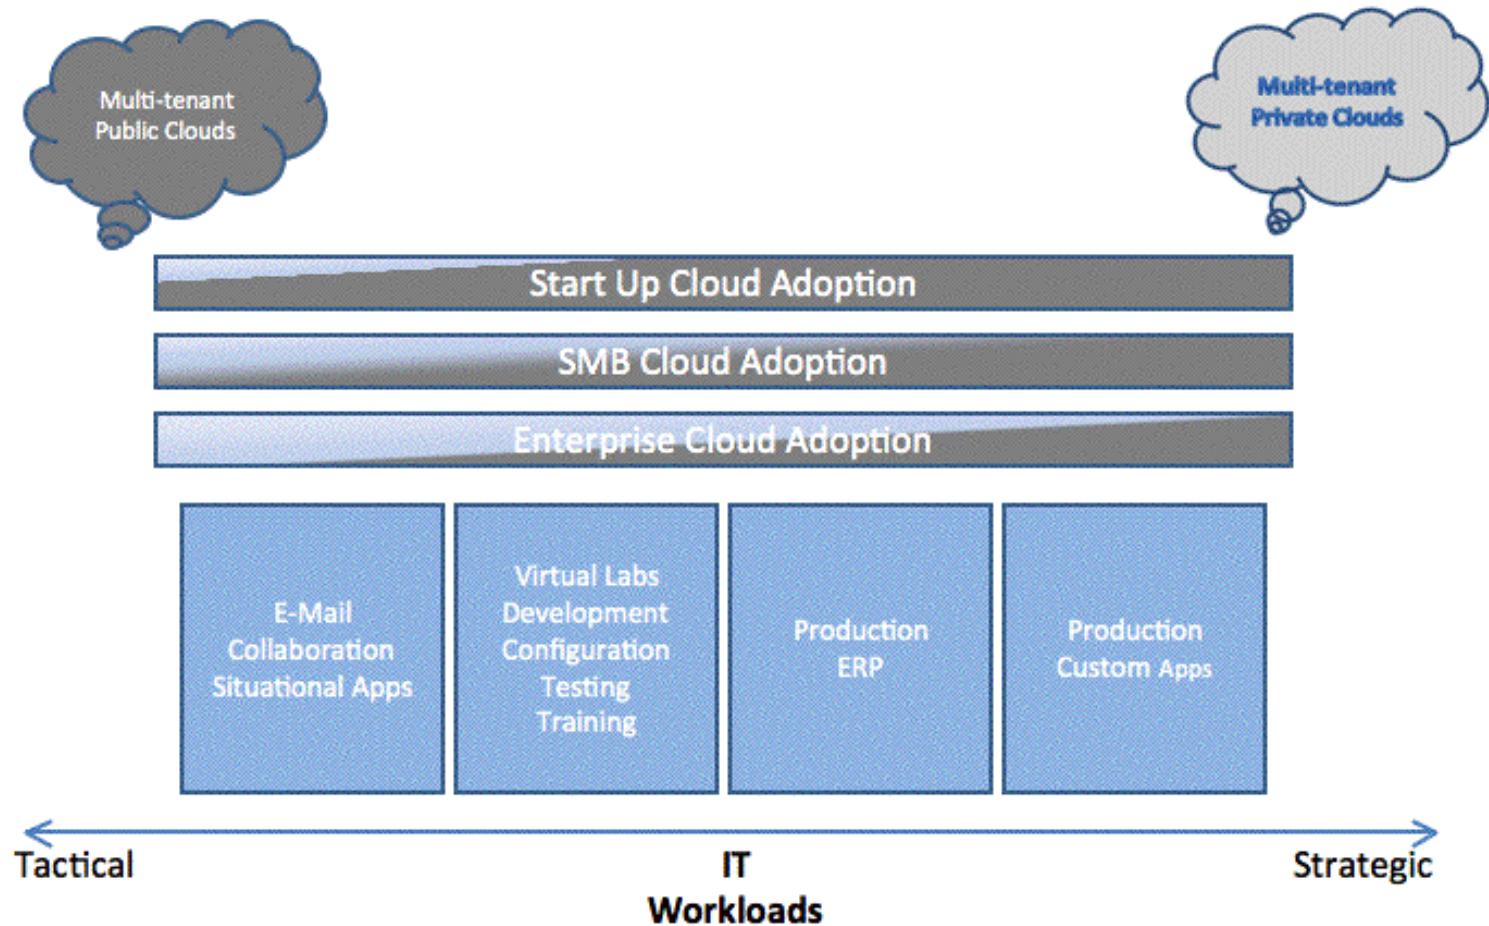 Multi-tenant
Public Clouds
Multi-tenant
Private Clouds
Start Up Cloud Adoption
SMB Cloud Adoption
Enterprise Cloud Adoption
E-Mail
Collaboration
Situational Apps
Virtual Labs
Development
Configuration
Testing
Training
Production
ERP
Production
Custom Apps
Tactical
IT
Workloads
Strategic